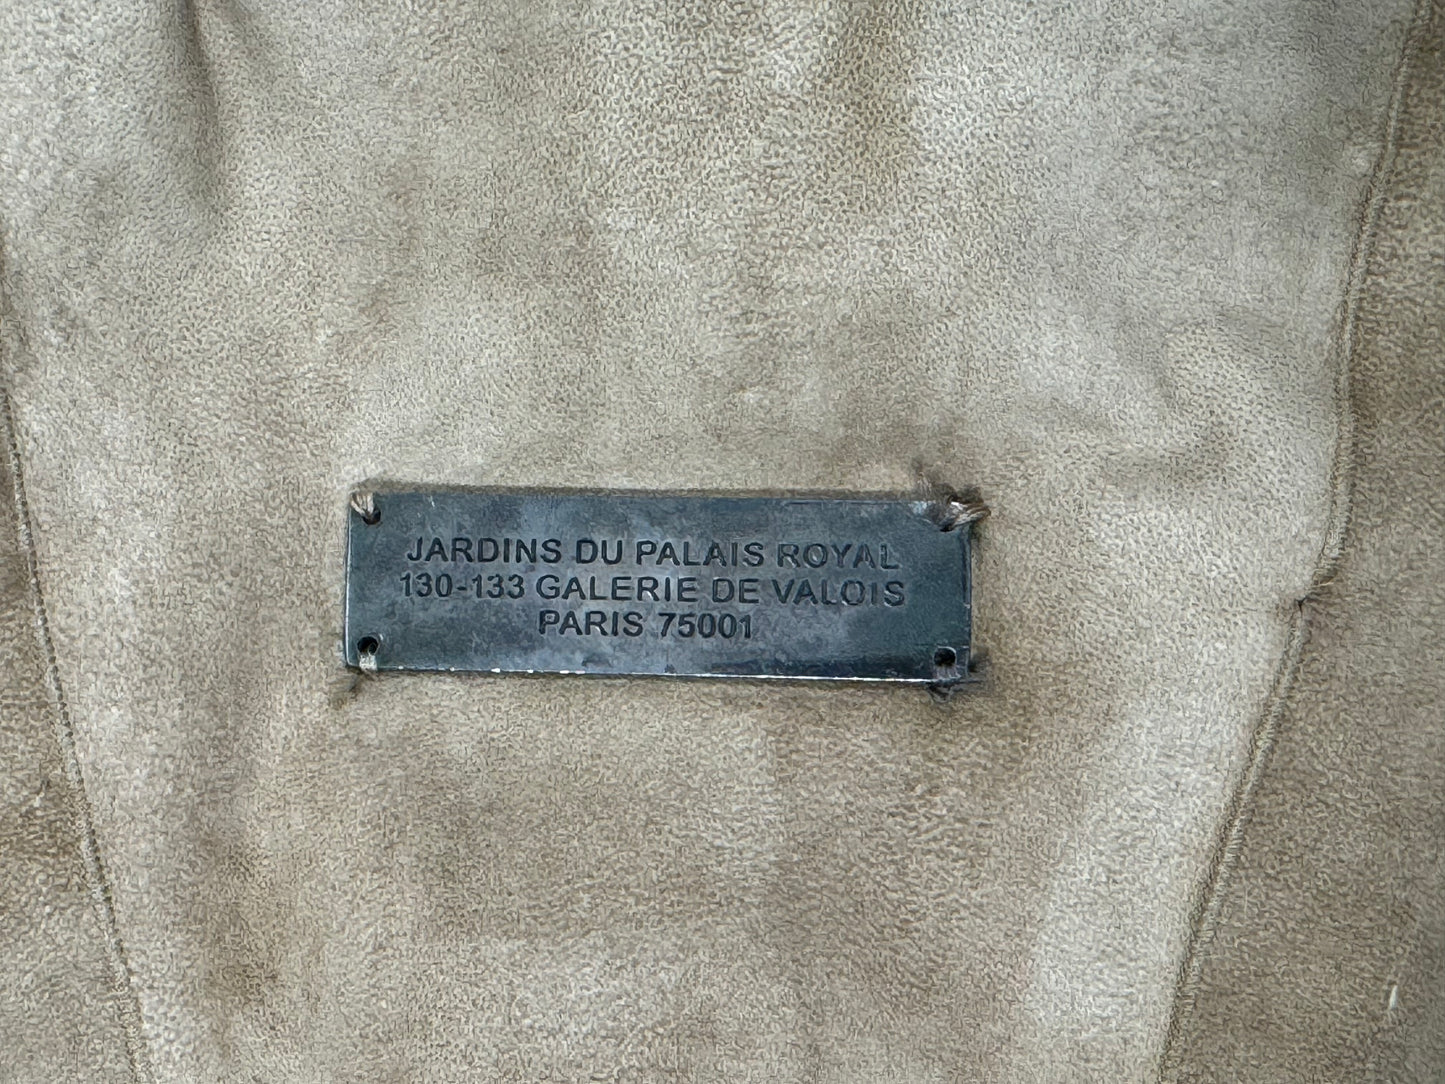 JARDINS DU PALAIS ROYAL
130-133 GALERIE DE VALOIS
PARIS 75001